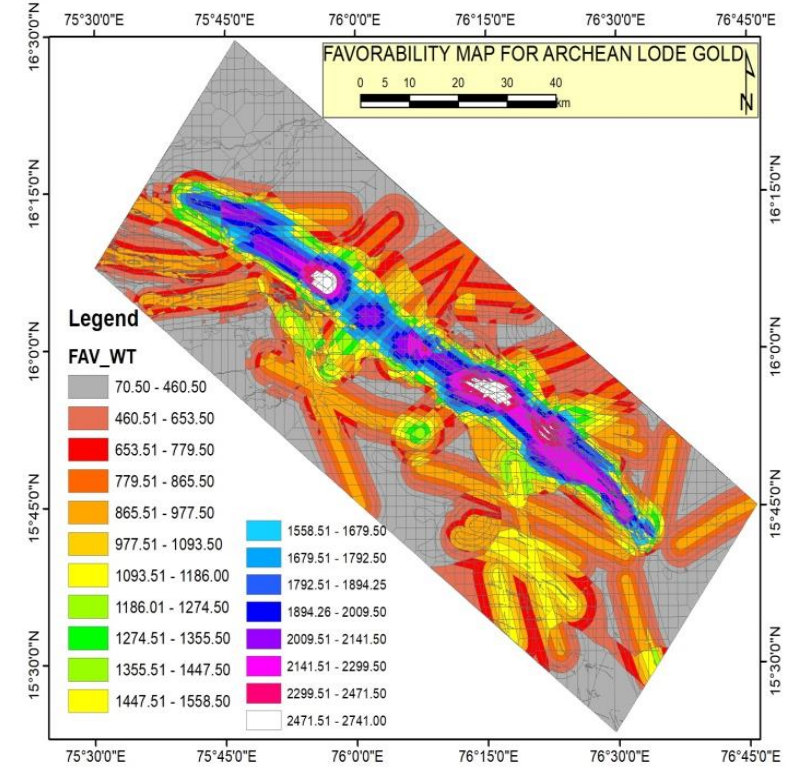 75°30'0"E 75°45'0"E 76°0'0"E 76°15'0"E 76°30'0"E 76°45'0"E
16°30'0"N
FAVORABILITY MAP FOR ARCHEAN LODE GOLD
0 5 10 20 30 40
km
N
16°15'0"N 16°15'0"N
16°0'0"N 16°0'0"N
Legend
FAV_WT
70.50 - 460.50
460.51 - 653.50
653.51 - 779.50
779.51 - 865.50
865.51 - 977.50
977.51 - 1093.50
1093.51 - 1186.00
1186.01 - 1274.50
1274.51 - 1355.50
1355.51 - 1447.50
1447.51 - 1558.50
1558.51 - 1679.50
1679.51 - 1792.50
1792.51 - 1894.25
1894.26 - 2009.50
2009.51 - 2141.50
2141.51 - 2299.50
2299.51 - 2471.50
2471.51 - 2741.00
15°45'0"N 15°45'0"N
15°30'0"N 15°30'0"N
75°30'0"E 75°45'0"E 76°0'0"E 76°15'0"E 76°30'0"E 76°45'0"E